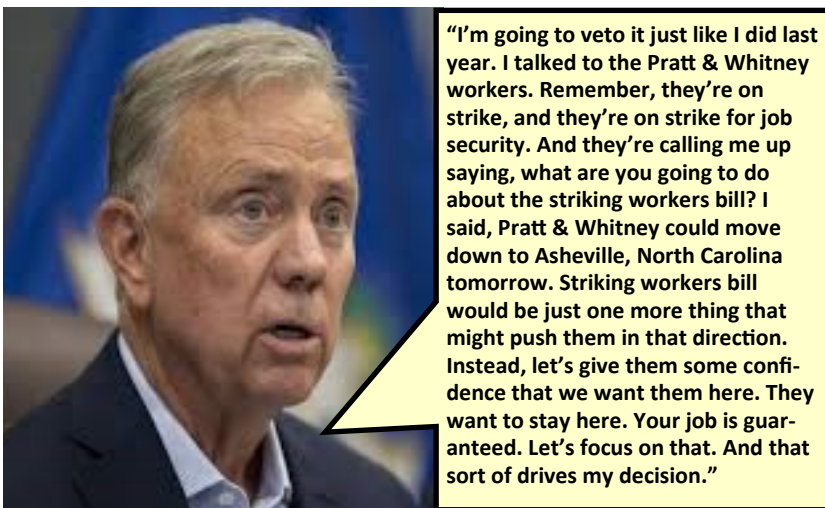 “I’m going to veto it just like I did last
year. I talked to the Pratt & Whitney
workers. Remember, they’re on
strike, and they’re on strike for job
security. And they’re calling me up
saying, what are you going to do
about the striking workers bill? I
said, Pratt & Whitney could move
down to Asheville, North Carolina
tomorrow. Striking workers bill
would be just one more thing that
might push them in that direction.
Instead, let’s give them some confi-
dence that we want them here. They
want to stay here. Your job is guar-
anteed. Let’s focus on that. And that
sort of drives my decision.”